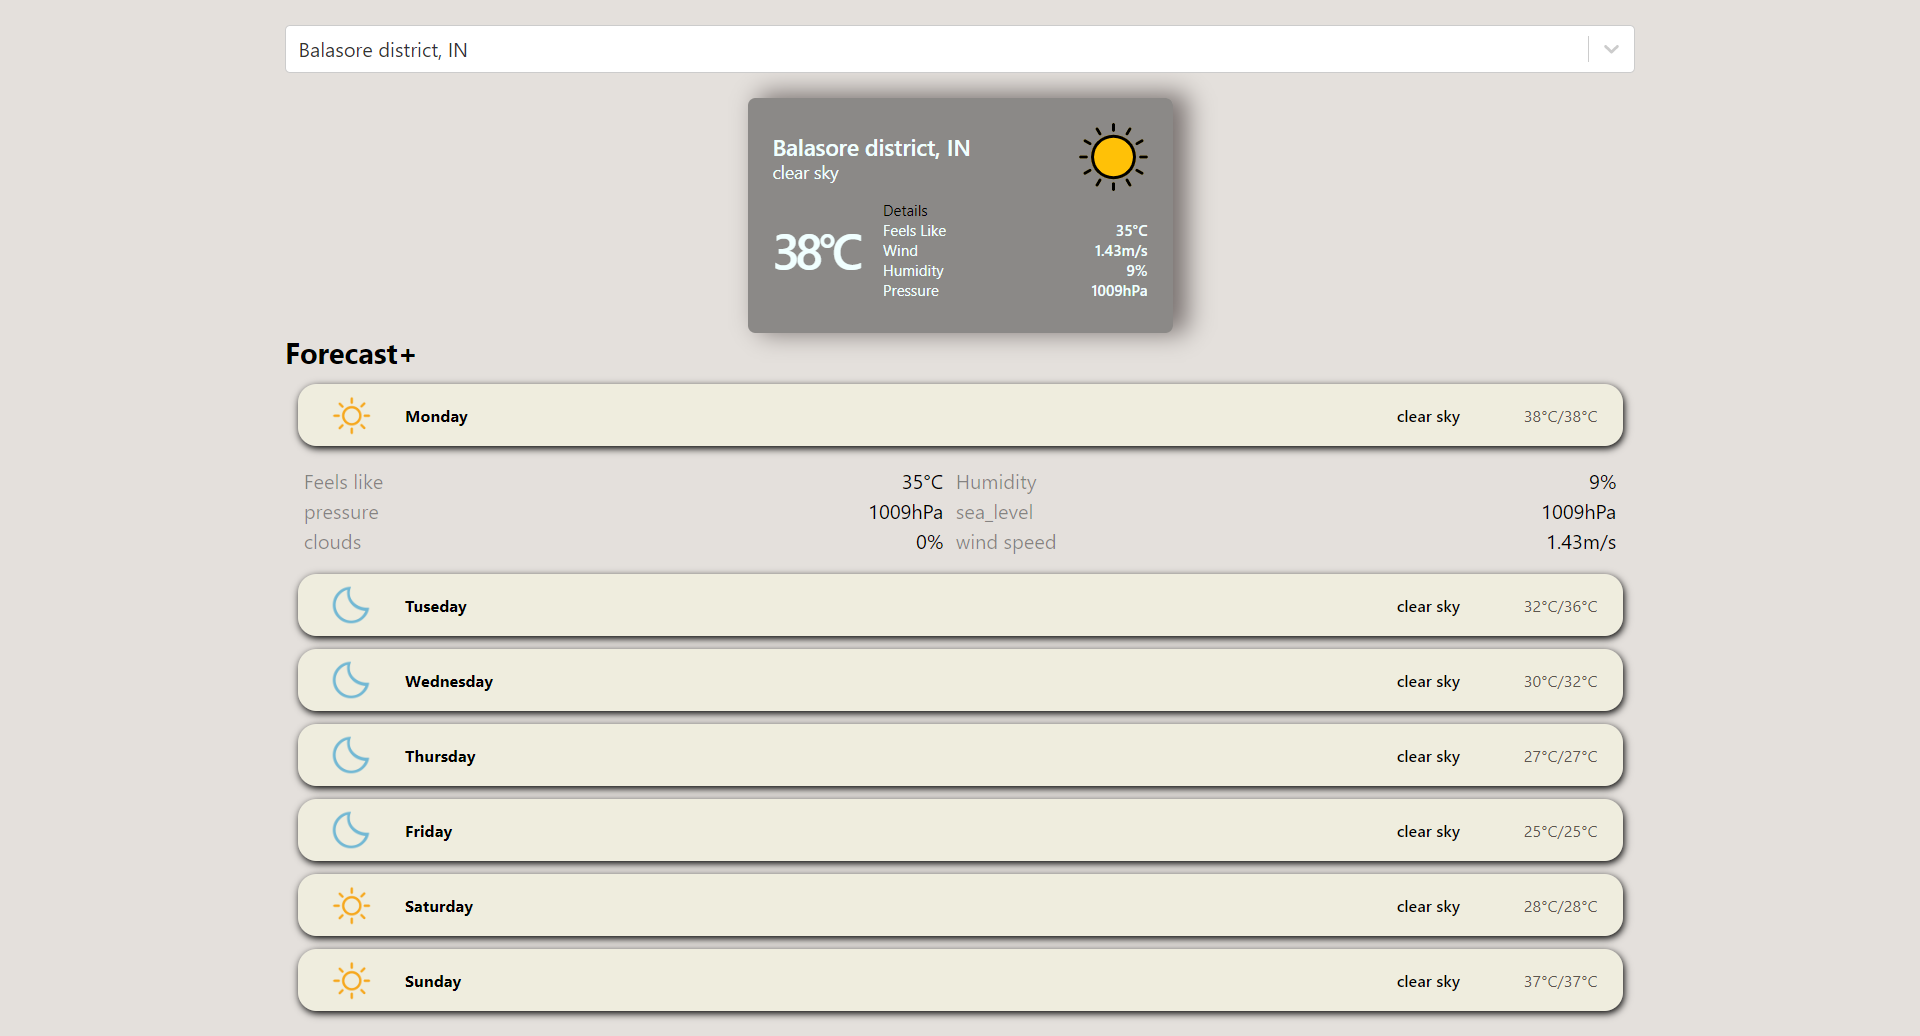 Balasore district, IN
Balasore district, IN
clear sky
38°C
Details
Feels Like 35°C
Wind 1.43m/s
Humidity 9%
Pressure 1009hPa
Forecast+
Monday clear sky 38°C/38°C
Feels like 35°C Humidity 9%
pressure 1009hPa sea_level 1009hPa
clouds 0% wind speed 1.43m/s
Tuseday clear sky 32°C/36°C
Wednesday clear sky 30°C/32°C
Thursday clear sky 27°C/27°C
Friday clear sky 25°C/25°C
Saturday clear sky 28°C/28°C
Sunday clear sky 37°C/37°C